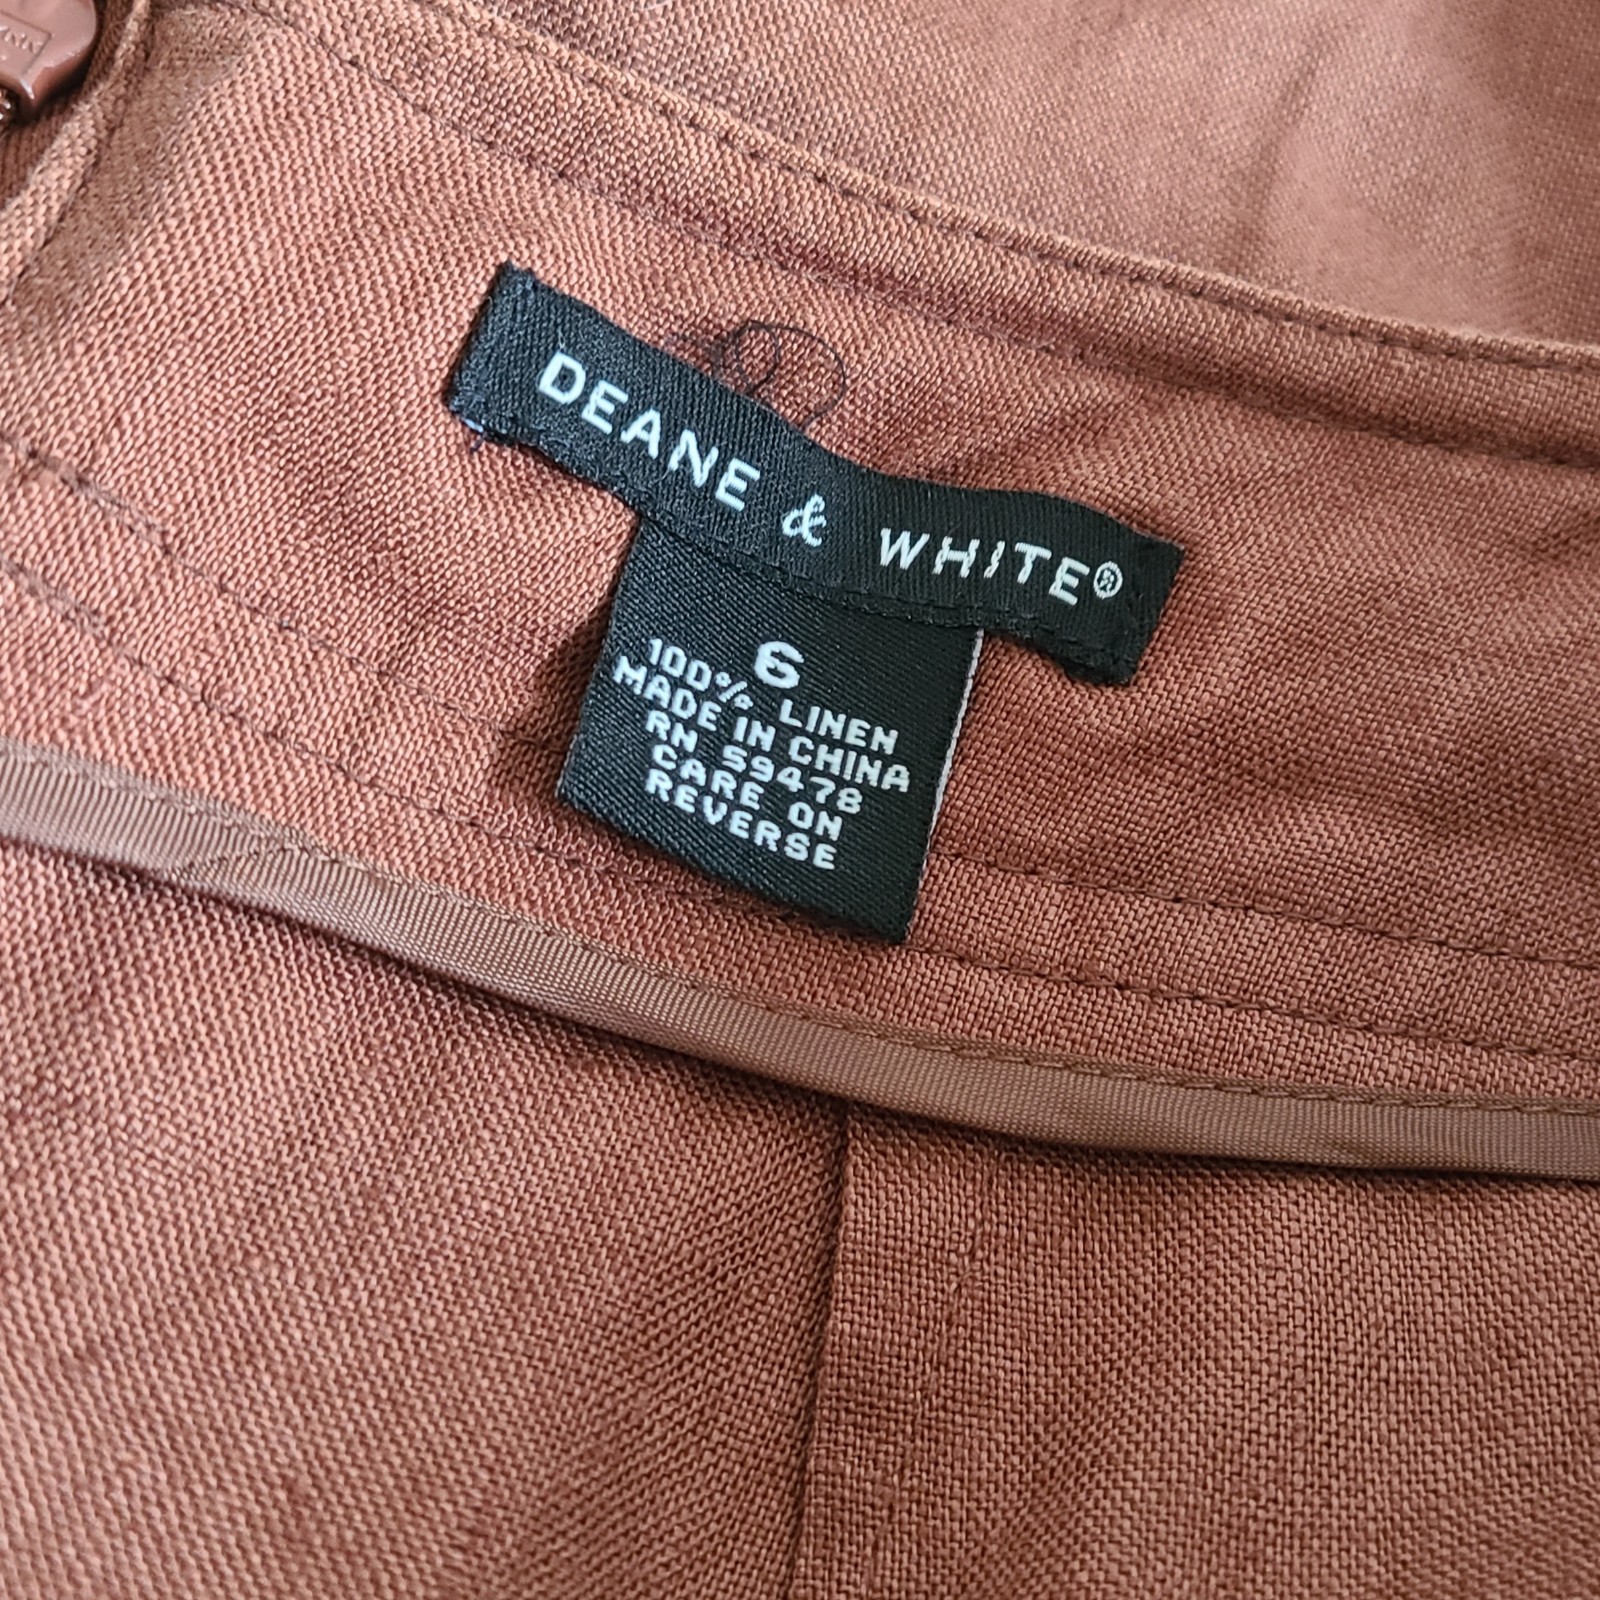 DEANE & WHITE®
6
100% LINEN
MADE IN CHINA
RN 59478
CARE ON
REVERSE